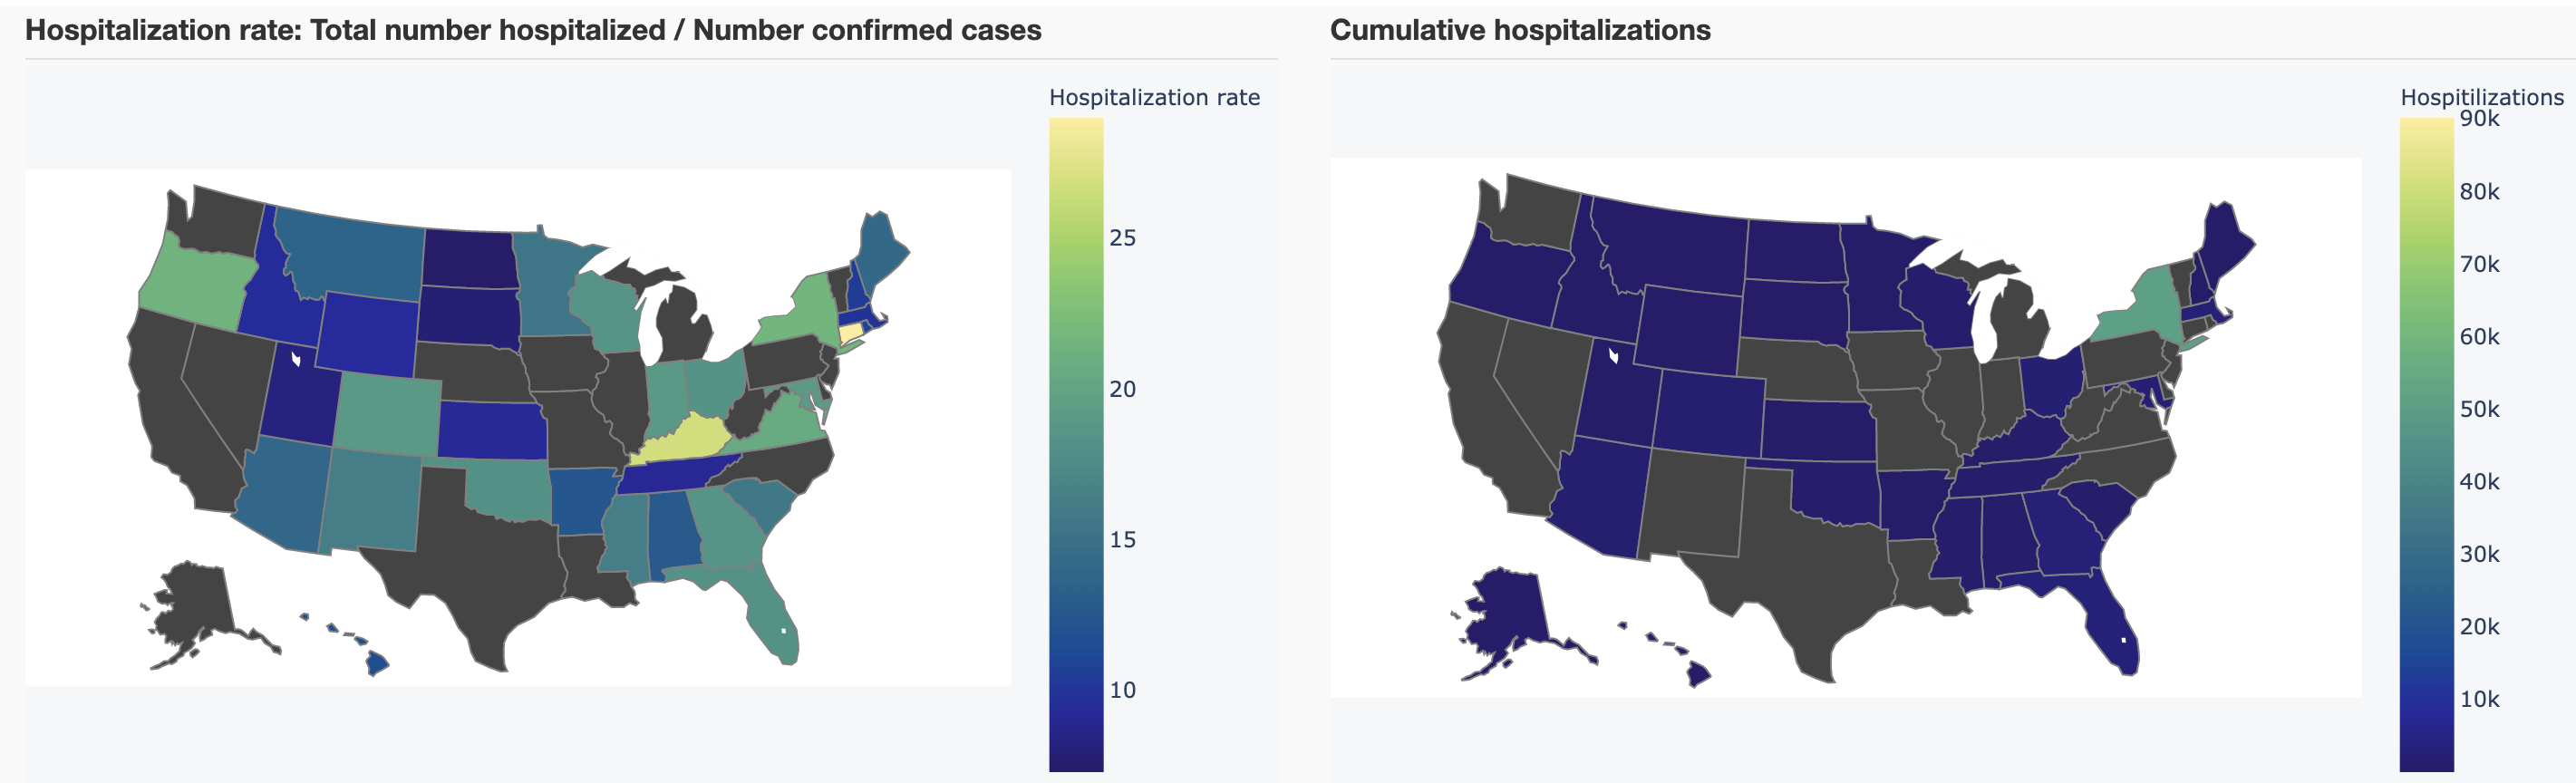 Hospitalization rate: Total number hospitalized / Number confirmed cases
Hospitalization rate
25
20
15
10
Cumulative hospitalizations
Hospitilizations
90k
80k
70k
60k
50k
40k
30k
20k
10k